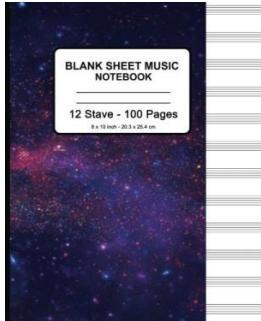 BLANK SHEET MUSIC
NOTEBOOK
12 Stave - 100 Pages
8 x 10 inch - 20.3 x 25.4 cm